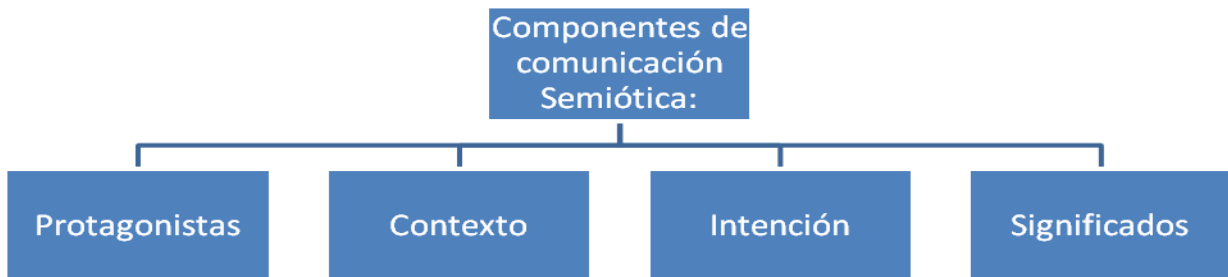 Componentes de
comunicación
Semiótica:
Protagonistas
Contexto
Intención
Significados